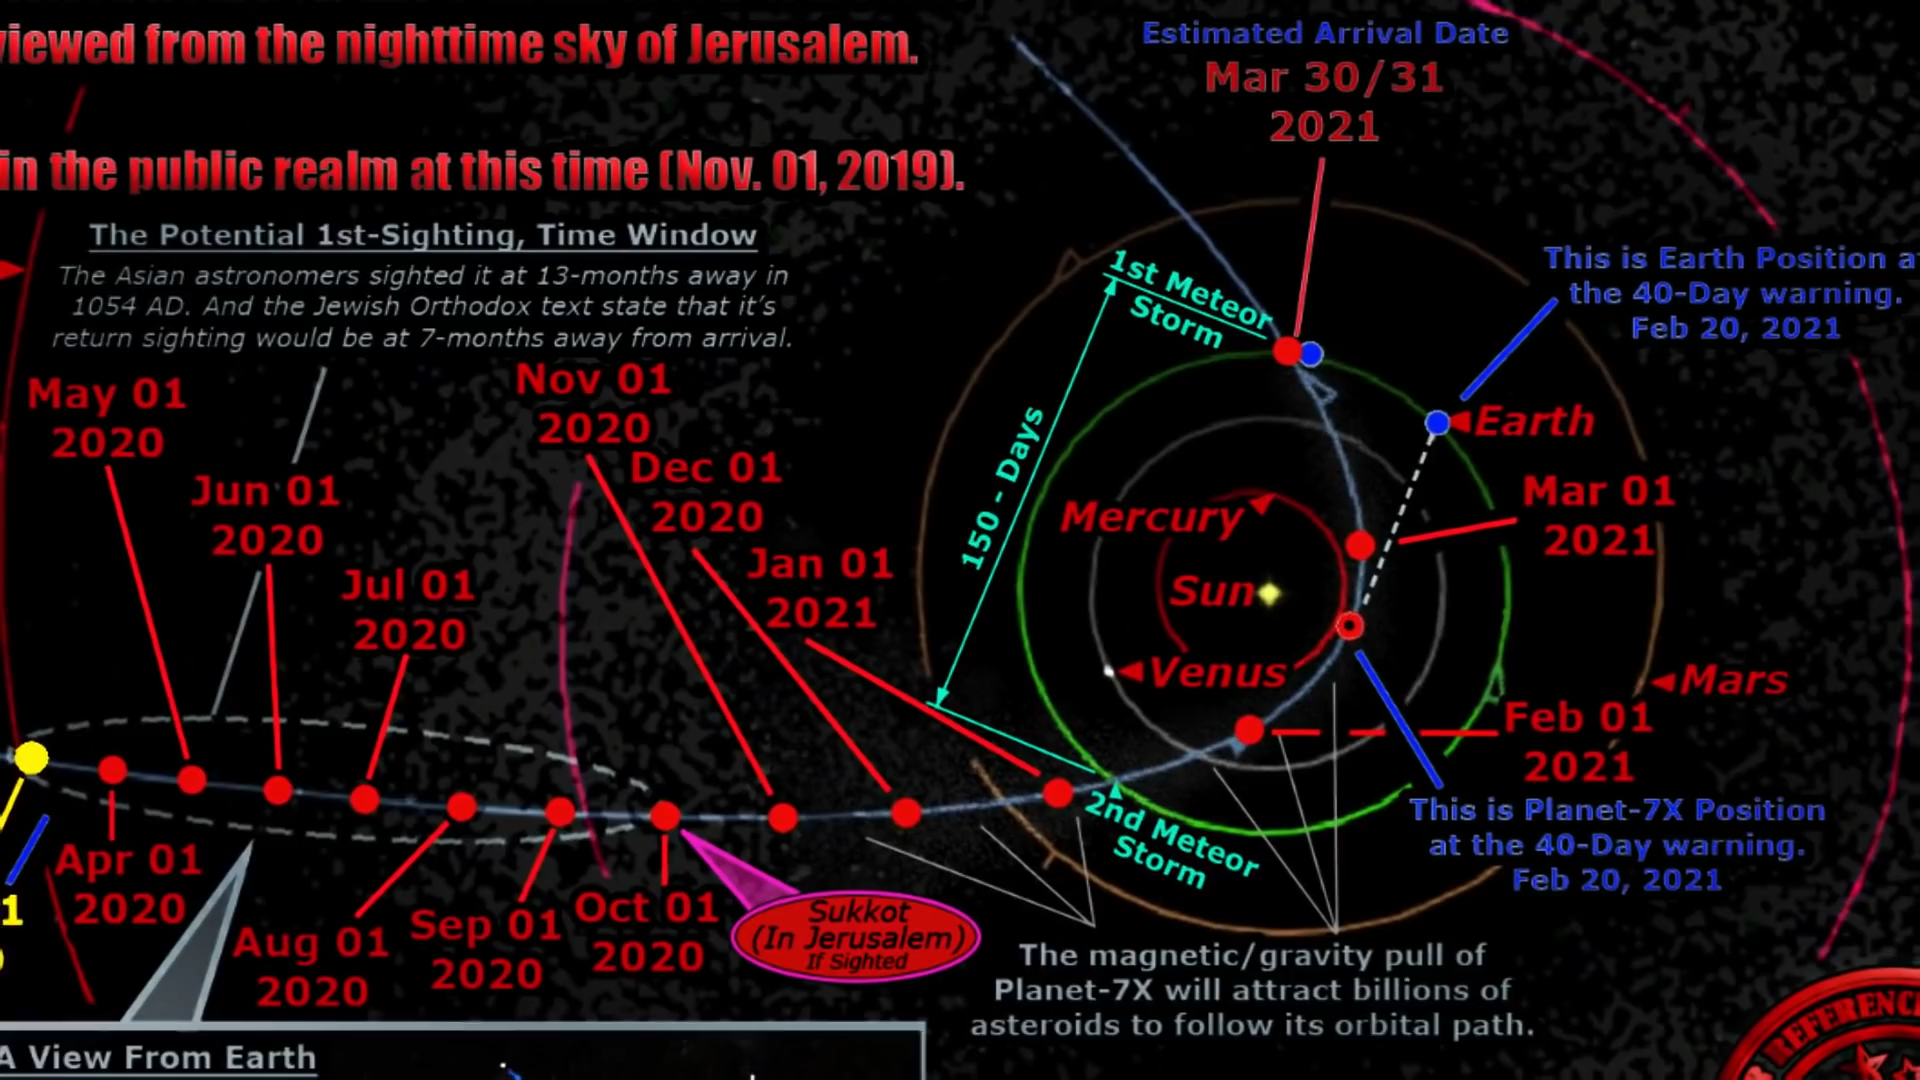 viewed from the nighttime sky of Jerusalem.
in the public realm at this time (Nov. 01, 2019).
The Potential 1st-Sighting, Time Window
The Asian astronomers sighted it at 13-months away in
1054 AD. And the Jewish Orthodox text state that it's
return sighting would be at 7-months away from arrival.
Estimated Arrival Date
Mar 30/31
2021
This is Earth Position at
the 40-Day warning.
Feb 20, 2021
1st Meteor
Storm
150 - Days
May 01
2020
Jun 01
2020
Jul 01
2020
Nov 01
2020
Dec 01
2020
Jan 01
2021
Earth
Mar 01
2021
Mercury
Sun
Venus
Mars
Feb 01
2021
2nd Meteor
Storm
This is Planet-7X Position
at the 40-Day warning.
Feb 20, 2021
Apr 01
2020
Aug 01
2020
Sep 01
2020
Oct 01
2020
Sukkot
(In Jerusalem)
If Sighted
The magnetic/gravity pull of
Planet-7X will attract billions of
asteroids to follow its orbital path.
1
A View From Earth
REFERENC